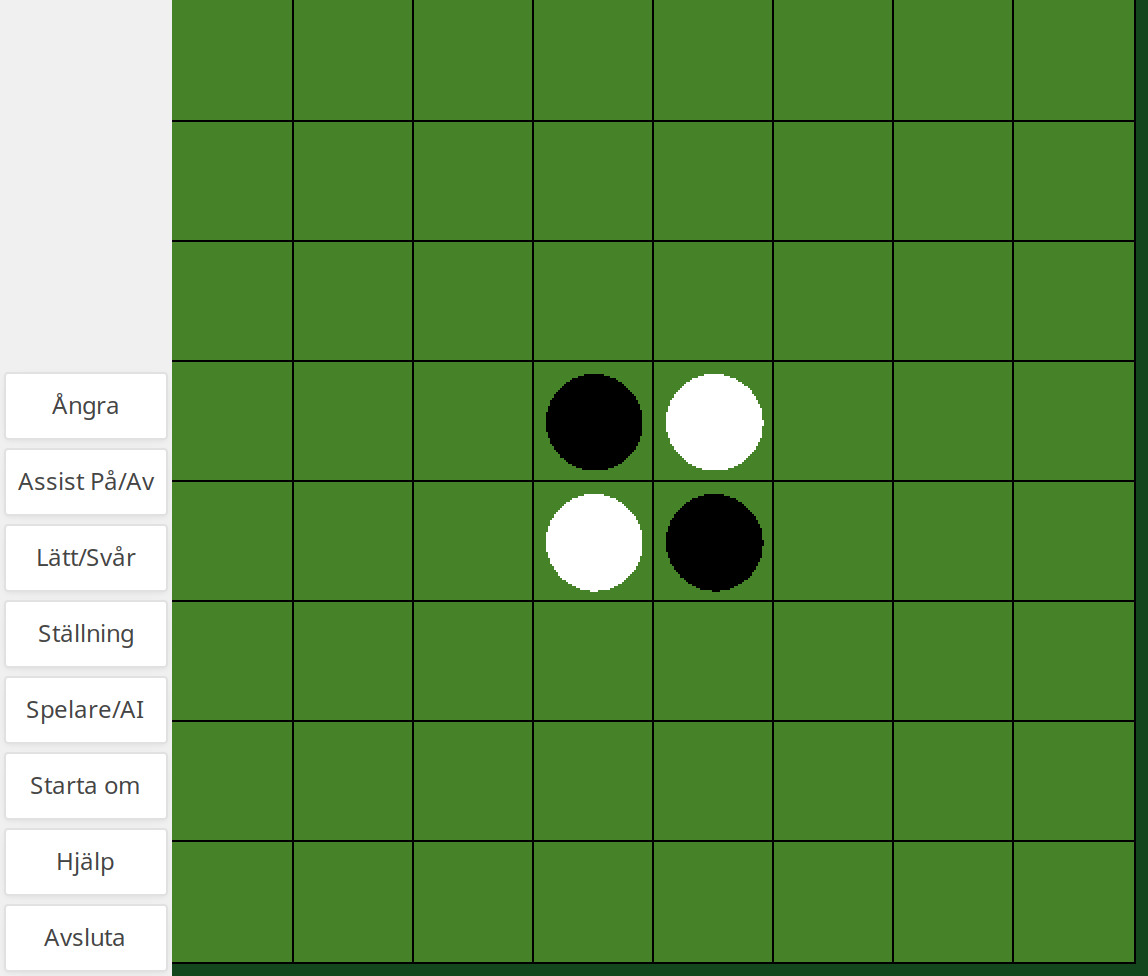 Ångra
Assist På/Av
Lätt/Svår
Ställning
Spelare/AI
Starta om
Hjälp
Avsluta